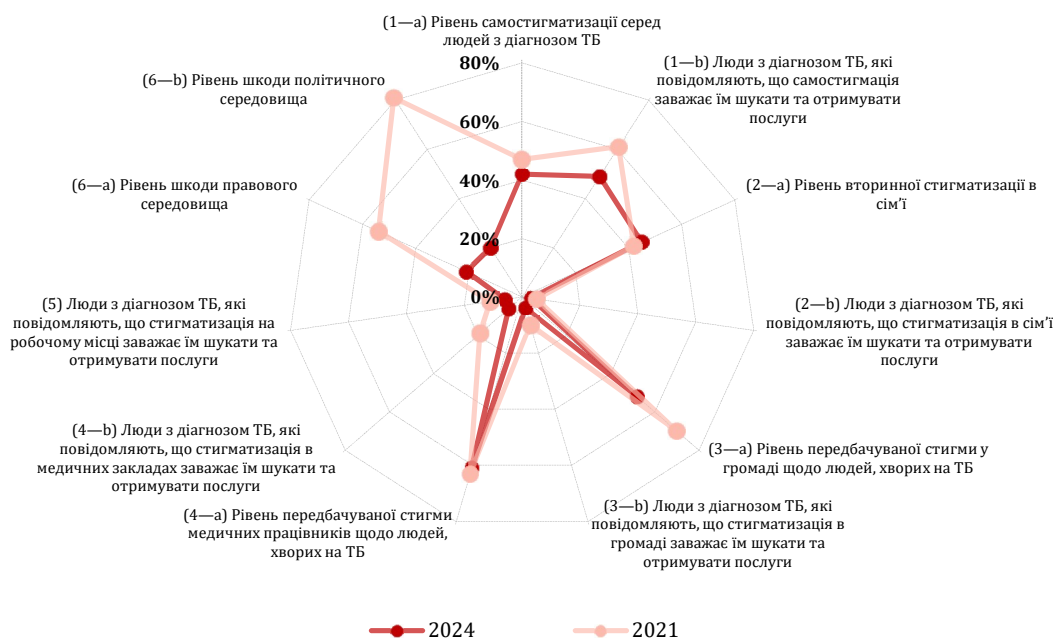 (1—a) Рівень самостигматизації серед
людей з діагнозом ТБ
(1—b) Люди з діагнозом ТБ, які
повідомляють, що самостигмація
заважає їм шукати та отримувати
послуги
(2—a) Рівень вторинної стигматизації в
сім'ї
(2—b) Люди з діагнозом ТБ, які
повідомляють, що стигматизація в сім'ї
заважає їм шукати та отримувати
послуги
(3—a) Рівень передбачуваної стигми у
громаді щодо людей, хворих на ТБ
(3—b) Люди з діагнозом ТБ, які
повідомляють, що стигматизація в
громаді заважає їм шукати та
отримувати послуги
(4—a) Рівень передбачуваної стигми
медичних працівників щодо людей,
хворих на ТБ
(4—b) Люди з діагнозом ТБ, які
повідомляють, що стигматизація в
медичних закладах заважає їм шукати та
отримувати послуги
(5) Люди з діагнозом ТБ, які
повідомляють, що стигматизація на
робочому місці заважає їм шукати та
отримувати послуги
(6—a) Рівень шкоди правового
середовища
(6—b) Рівень шкоди політичного
середовища
80%
60%
40%
20%
0%
2024
2021